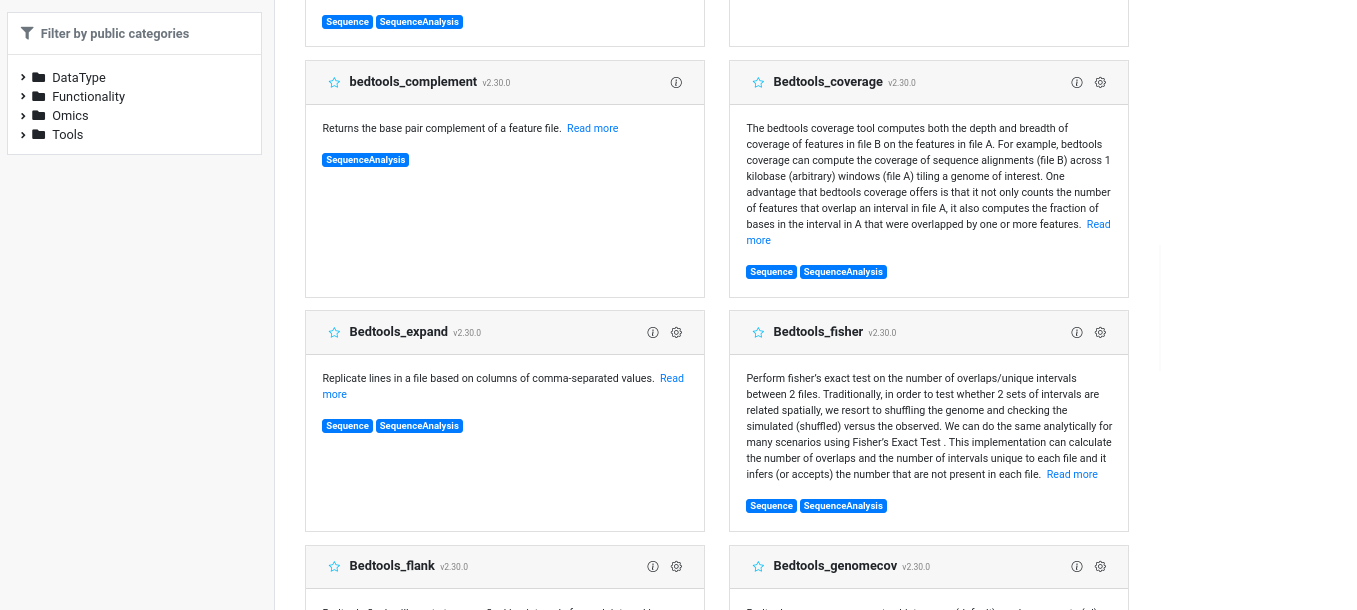 Filter by public categories
DataType
Functionality
Omics
Tools
Sequence SequenceAnalysis
bedtools_complement v2.30.0
Returns the base pair complement of a feature file. Read more
SequenceAnalysis
Bedtools_coverage v2.30.0
The bedtools coverage tool computes both the depth and breadth of
coverage of features in file B on the features in file A. For example, bedtools
coverage can compute the coverage of sequence alignments (file B) across 1
kilobase (arbitrary) windows (file A) tiling a genome of interest. One
advantage that bedtools coverage offers is that it not only counts the number
of features that overlap an interval in file A, it also computes the fraction of
bases in the interval in A that were overlapped by one or more features. Read
more
Sequence SequenceAnalysis
Bedtools_expand v2.30.0
Replicate lines in a file based on columns of comma-separated values. Read
more
Sequence SequenceAnalysis
Bedtools_fisher v2.30.0
Perform fisher's exact test on the number of overlaps/unique intervals
between 2 files. Traditionally, in order to test whether 2 sets of intervals are
related spatially, we resort to shuffling the genome and checking the
simulated (shuffled) versus the observed. We can do the same analytically for
many scenarios using Fisher's Exact Test . This implementation can calculate
the number of overlaps and the number of intervals unique to each file and it
infers (or accepts) the number that are not present in each file. Read more
Sequence SequenceAnalysis
Bedtools_flank v2.30.0
Bedtools_genomecov v2.30.0